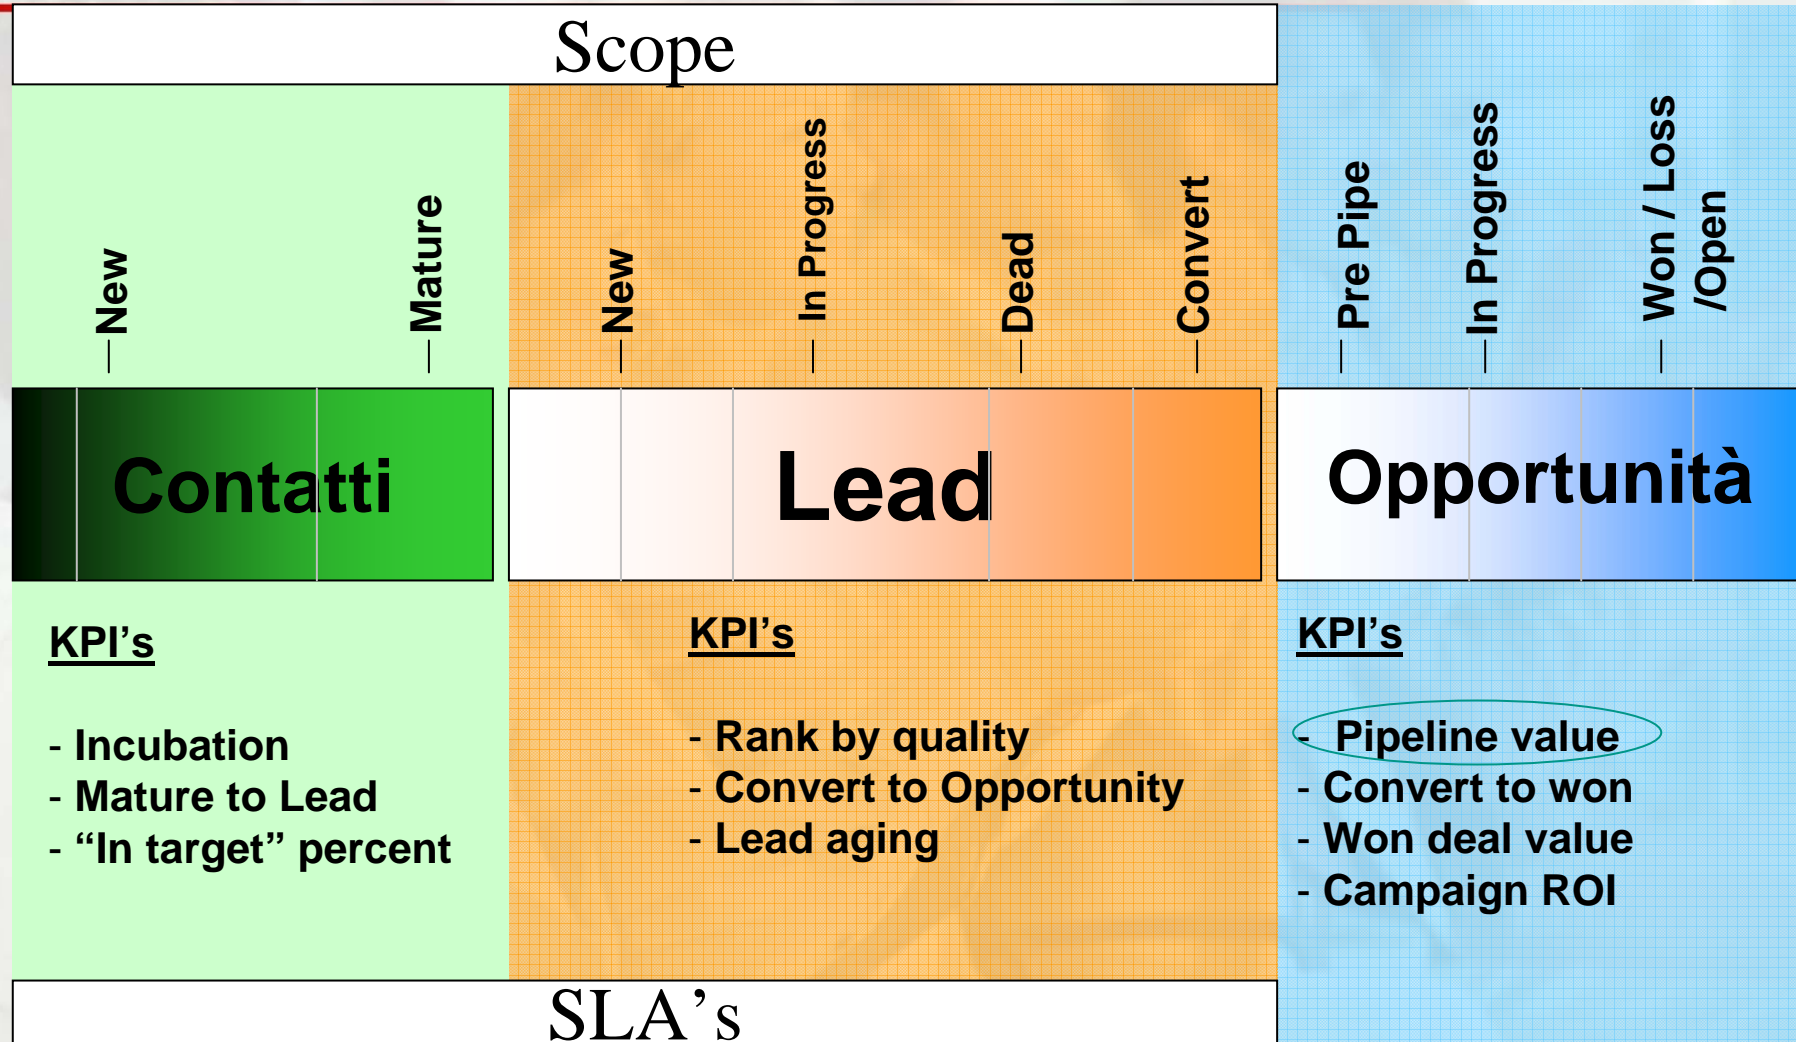 Scope
New
Mature
New
In Progress
Dead
Convert
Pre Pipe
In Progress
Won / Loss
/Open
Contatti
Lead
Opportunità
KPI’s
- Incubation
- Mature to Lead
- “In target” percent
KPI’s
- Rank by quality
- Convert to Opportunity
- Lead aging
KPI’s
- Pipeline value
- Convert to won
- Won deal value
- Campaign ROI
SLA’s